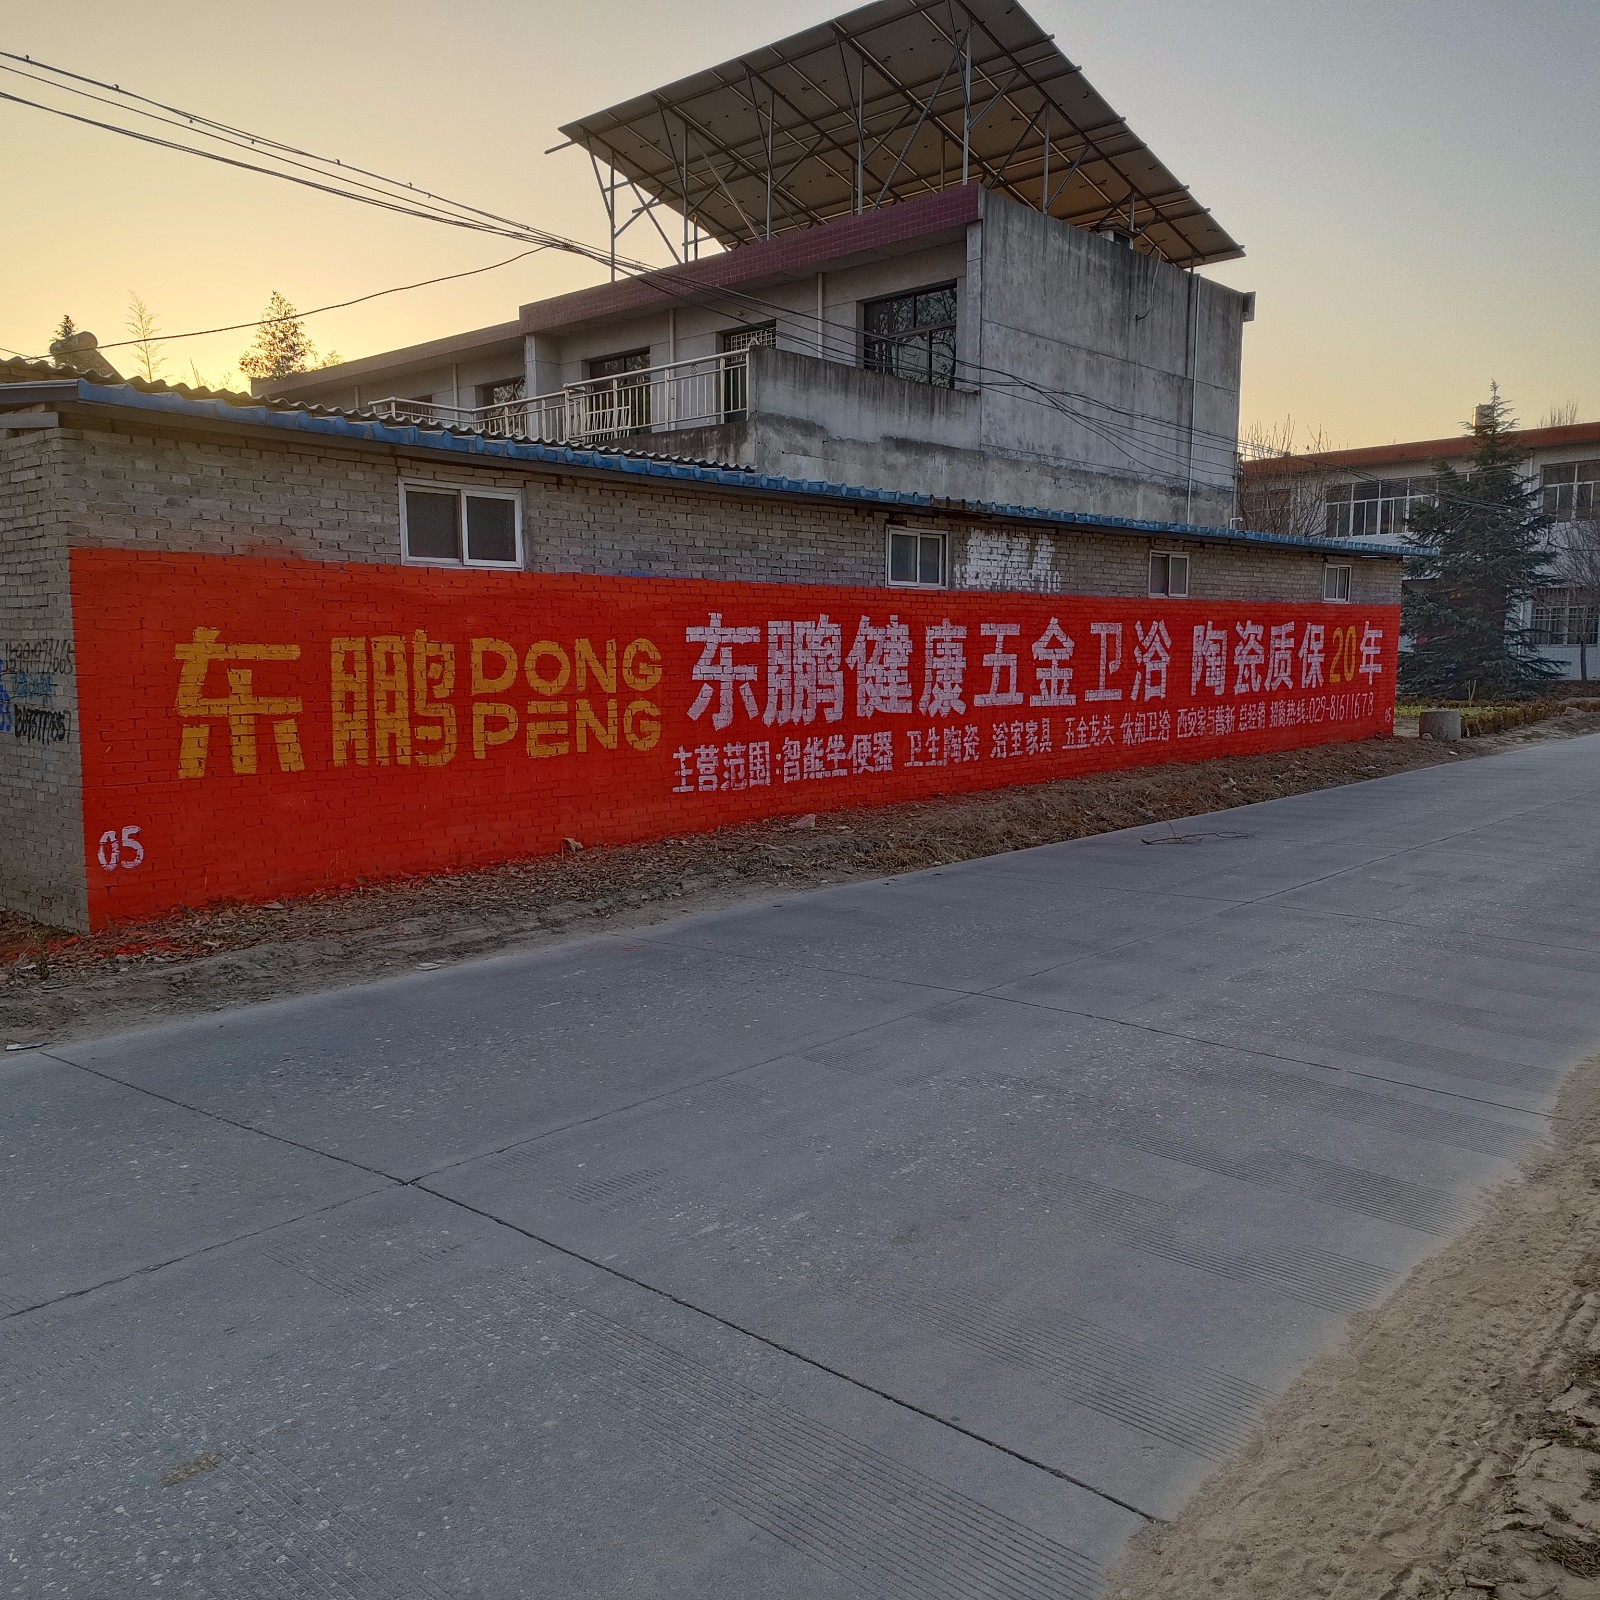 东鹏
DONG
PENG
东鹏健康五金卫浴 陶瓷质保20年
主营范围:智能坐便器 卫生陶瓷 浴室家具 五金龙头 休闲卫浴 西安家与普新 总经销 招商热线:029-81611678
05